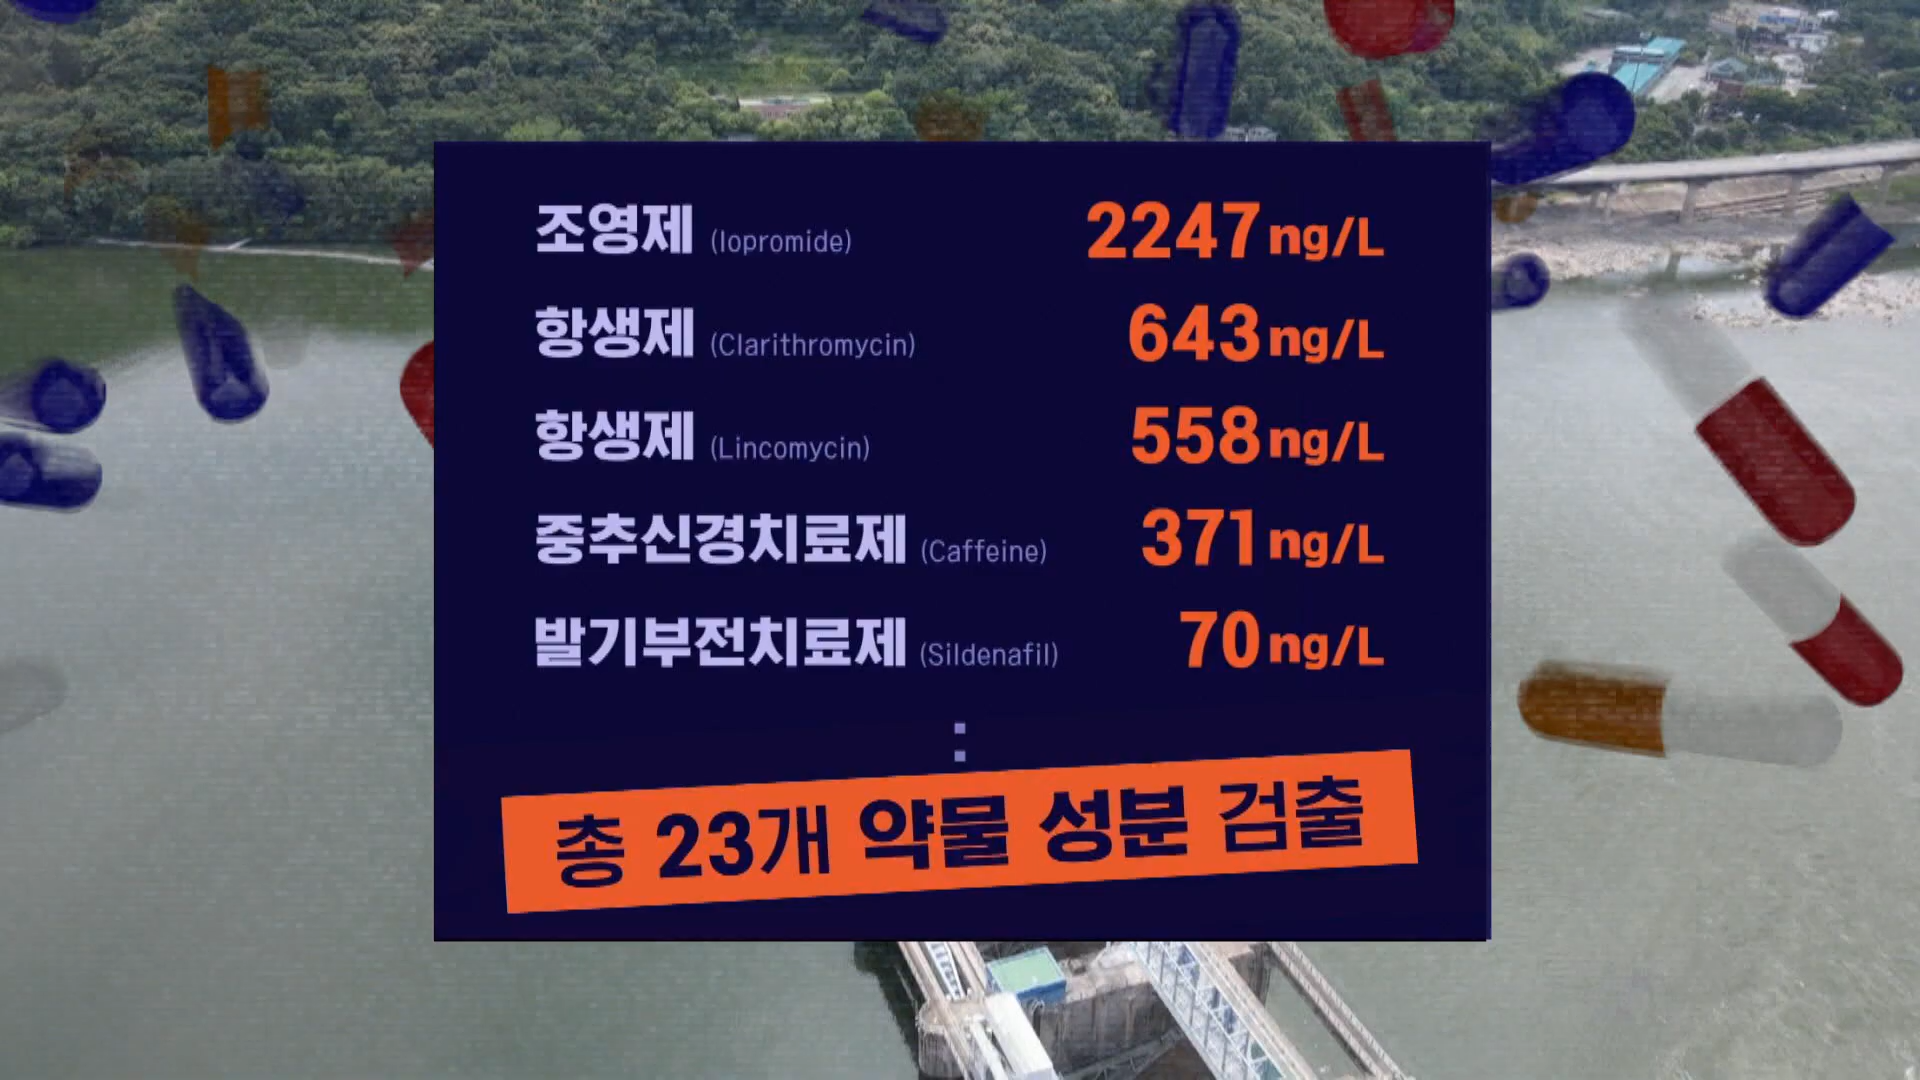 조영제 (Iopromide) 2247 ng/L
항생제 (Clarithromycin) 643 ng/L
항생제 (Lincomycin) 558 ng/L
중추신경치료제 (Caffeine) 371 ng/L
발기부전치료제 (Sildenafil) 70 ng/L
:
총 23개 약물 성분 검출